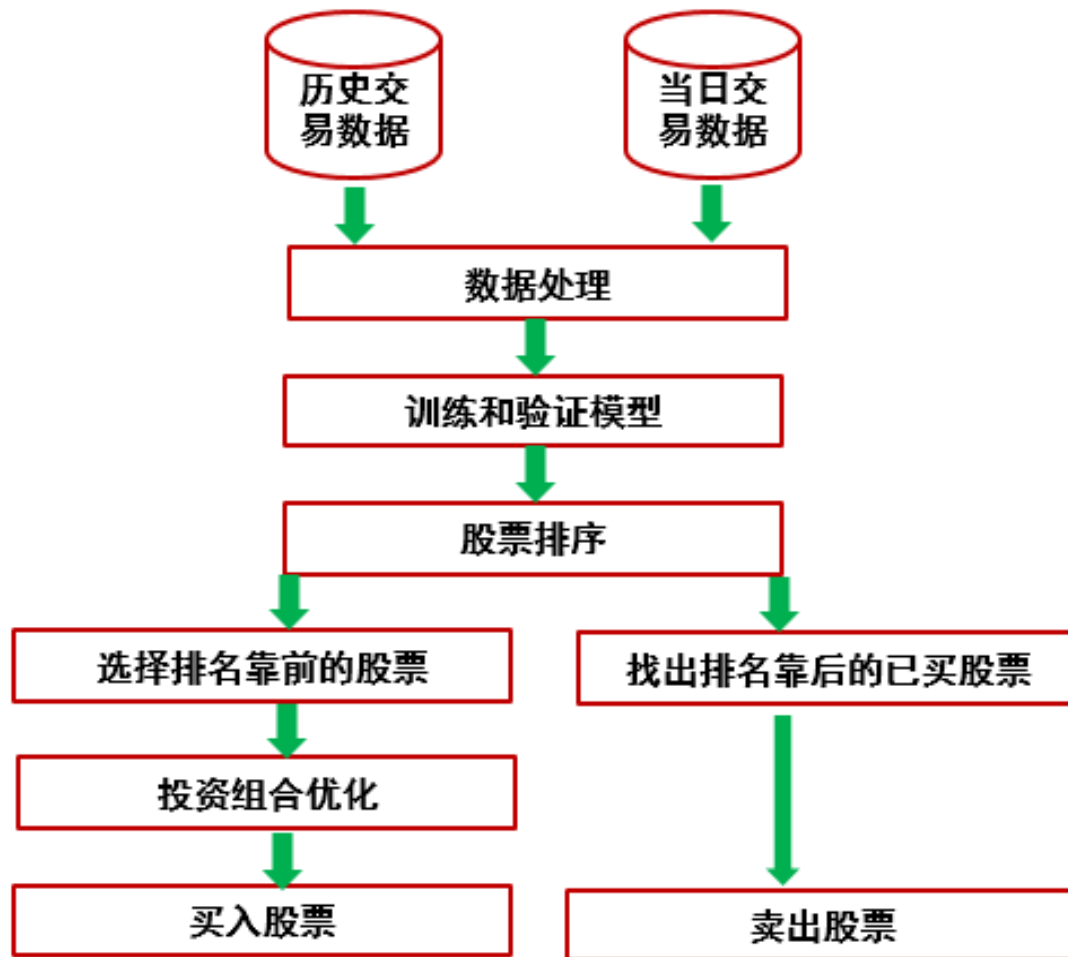 历史交
易数据
当日交
易数据
数据处理
训练和验证模型
股票排序
选择排名靠前的股票
找出排名靠后的已买股票
投资组合优化
买入股票
卖出股票